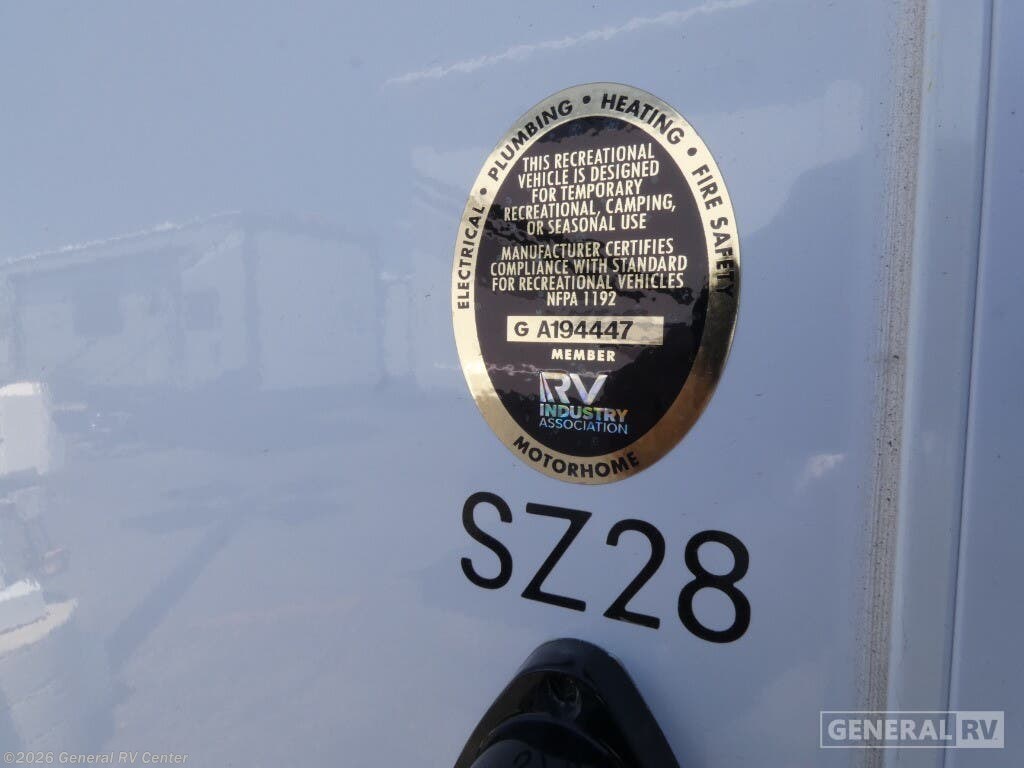 ELECTRICAL • PLUMBING • HEATING • FIRE SAFETY
THIS RECREATIONAL
VEHICLE IS DESIGNED
FOR TEMPORARY
RECREATIONAL, CAMPING,
OR SEASONAL USE
MANUFACTURER CERTIFIES
COMPLIANCE WITH STANDARD
FOR RECREATIONAL VEHICLES
NFPA 1192
G A194447
MEMBER
RV
INDUSTRY
ASSOCIATION
MOTORHOME
SZ28
GENERAL RV
©2026 General RV Center